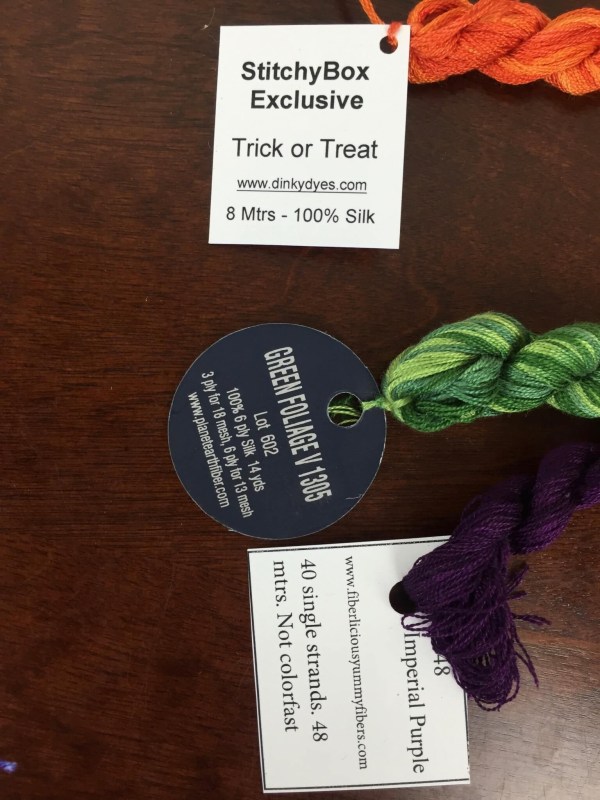 StitchyBox
Exclusive
Trick or Treat
www.dinkydyes.com
8 Mtrs - 100% Silk
GREEN FOLIAGE V 1305
Lot 602
100% 6 ply Silk 14 yds
3 ply for 18 mesh, 6 ply for 13 mesh
www.planetearthfiber.com
48
Imperial Purple
www.fiberliciousyummyfibers.com
40 single strands. 48
mtrs. Not colorfast